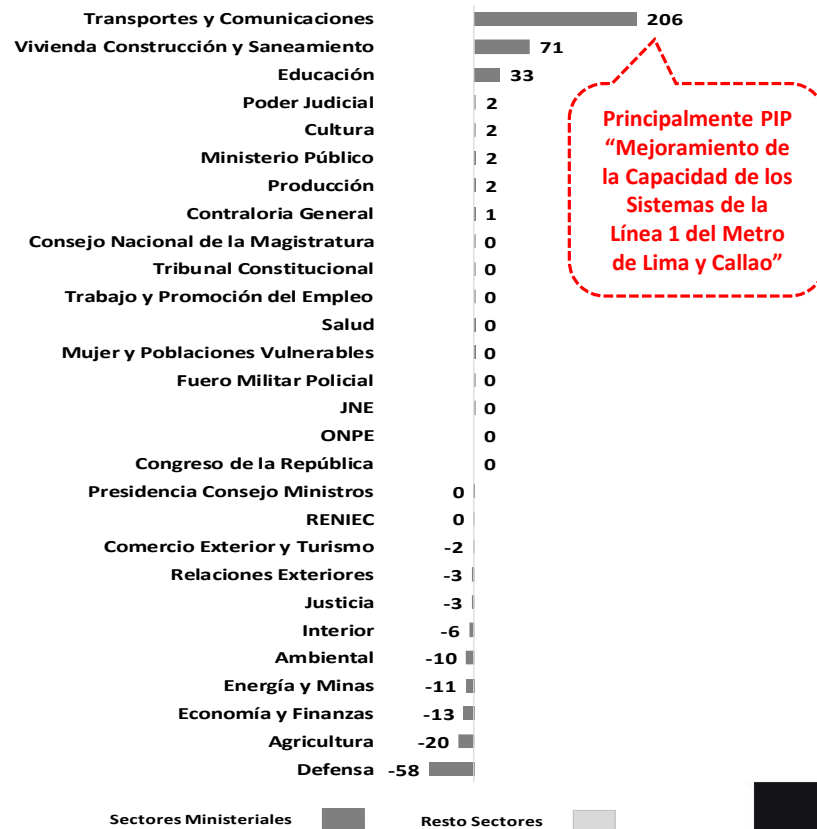 Transportes y Comunicaciones 206
Vivienda Construcción y Saneamiento 71
Educación 33
Poder Judicial 2
Cultura 2
Ministerio Público 2
Producción 2
Contraloria General 1
Consejo Nacional de la Magistratura 0
Tribunal Constitucional 0
Trabajo y Promoción del Empleo 0
Salud 0
Mujer y Poblaciones Vulnerables 0
Fuero Militar Policial 0
JNE 0
ONPE 0
Congreso de la República 0
Presidencia Consejo Ministros 0
RENIEC 0
Comercio Exterior y Turismo -2
Relaciones Exteriores -3
Justicia -3
Interior -6
Ambiental -10
Energía y Minas -11
Economía y Finanzas -13
Agricultura -20
Defensa -58
Principalmente PIP
“Mejoramiento de
la Capacidad de los
Sistemas de la
Línea 1 del Metro
de Lima y Callao”
Sectores Ministeriales Resto Sectores